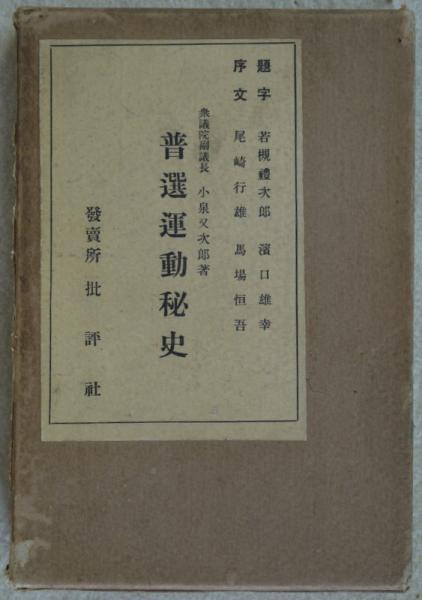 題字 若槻禮次郎 濱口雄幸
序文 尾崎行雄 馬場恒吾
衆議院副議長 小泉又次郎著
普選運動秘史
發賣所批評社